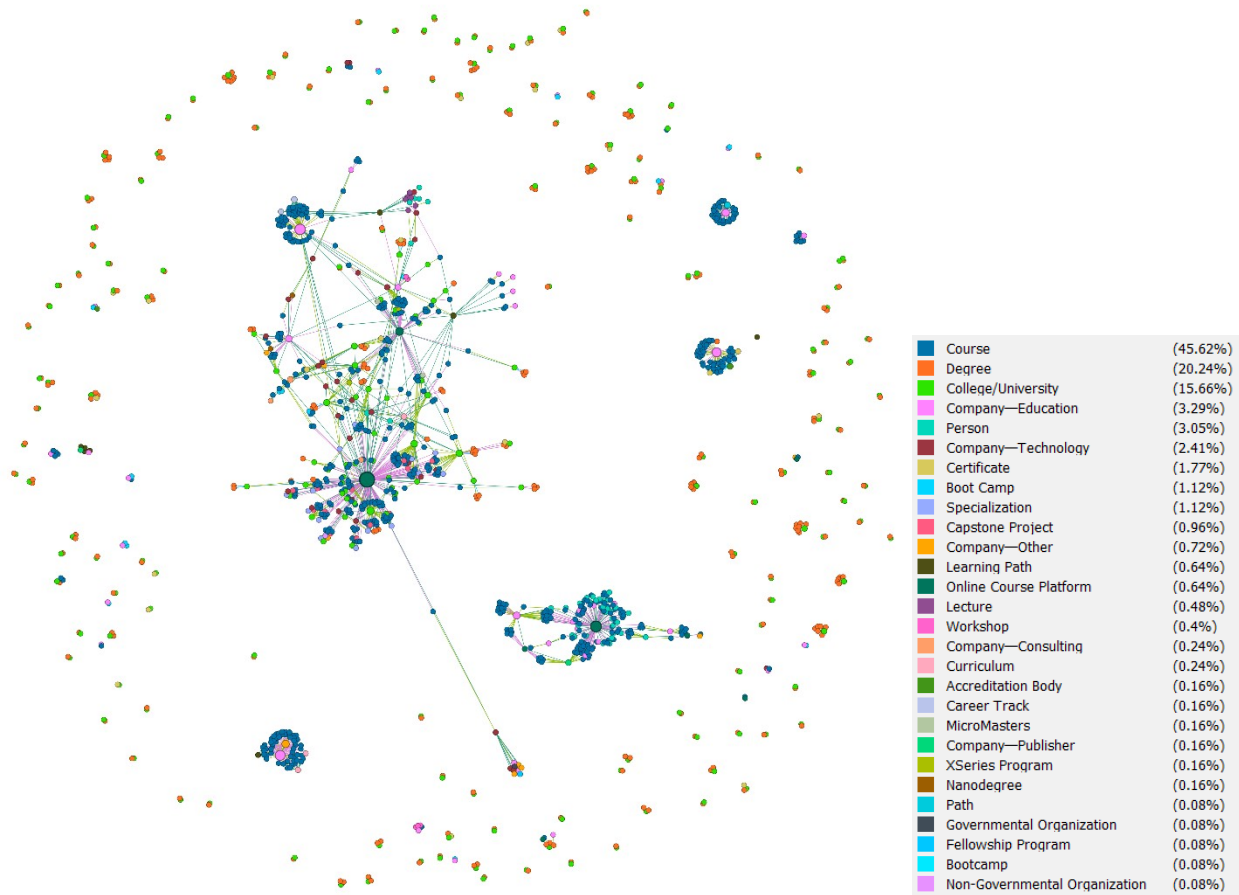 Course (45.62%)
Degree (20.24%)
College/University (15.66%)
Company—Education (3.29%)
Person (3.05%)
Company—Technology (2.41%)
Certificate (1.77%)
Boot Camp (1.12%)
Specialization (1.12%)
Capstone Project (0.96%)
Company—Other (0.72%)
Learning Path (0.64%)
Online Course Platform (0.64%)
Lecture (0.48%)
Workshop (0.4%)
Company—Consulting (0.24%)
Curriculum (0.24%)
Accreditation Body (0.16%)
Career Track (0.16%)
MicroMasters (0.16%)
Company—Publisher (0.16%)
XSeries Program (0.16%)
Nanodegree (0.16%)
Path (0.08%)
Governmental Organization (0.08%)
Fellowship Program (0.08%)
Bootcamp (0.08%)
Non-Governmental Organization (0.08%)